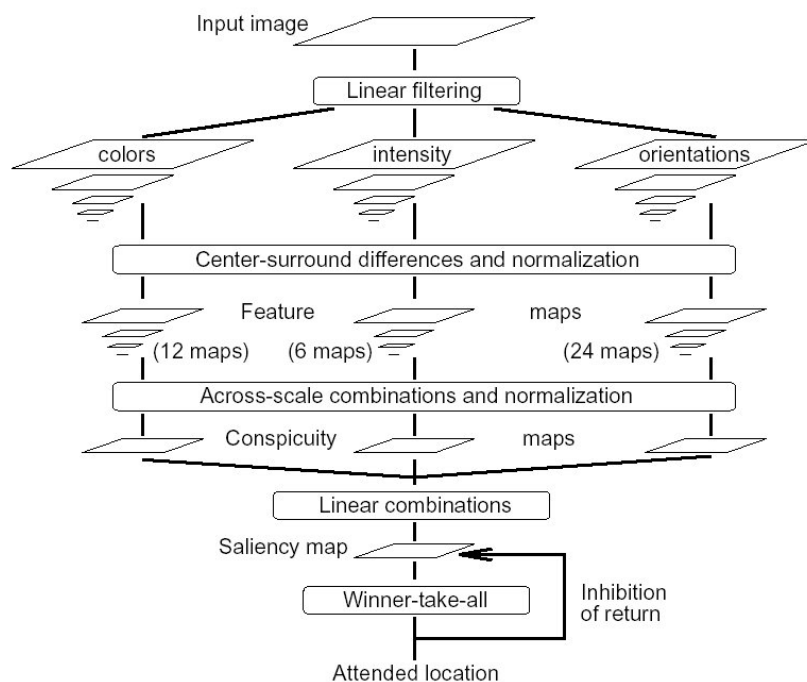 Input image
Linear filtering
colors intensity orientations
Center-surround differences and normalization
Feature maps
(12 maps) (6 maps) (24 maps)
Across-scale combinations and normalization
Conspicuity maps
Linear combinations
Saliency map
Winner-take-all
Inhibition
of return
Attended location